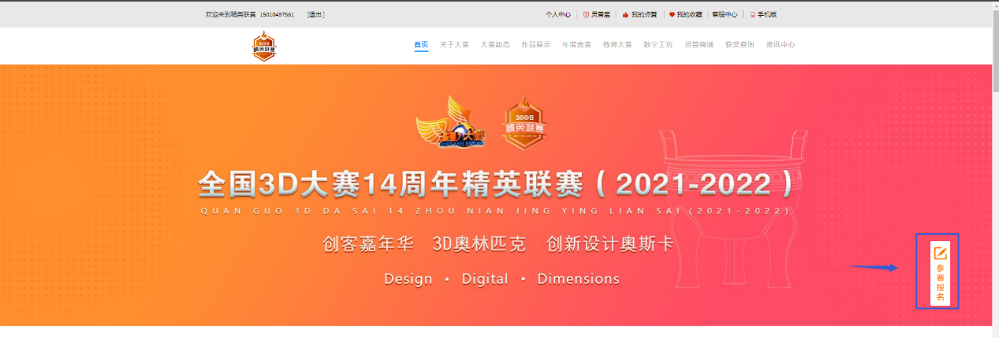 欢迎来到精英联赛 15010497561 [退出]
个人中心 灵兽宝 我的点赞 我的收藏 客服中心 手机版
3DDS
精英联赛
首页 关于大赛 大赛动态 作品展示 年度竞赛 教师大赛 数字工坊 灵兽商城 获奖查询 资讯中心
大赛
3DDS
精英联赛
全国3D大赛14周年精英联赛（2021-2022）
QUAN GUO 3D DA SAI 14 ZHOU NIAN JING YING LIAN SAI (2021-2022)
创客嘉年华 3D奥林匹克 创新设计奥斯卡
Design · Digital · Dimensions
参
赛
报
名